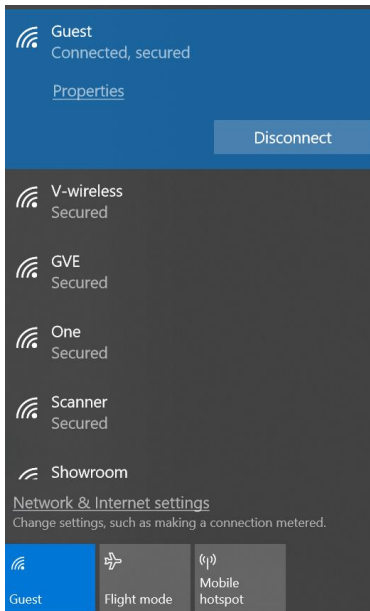 Guest
Connected, secured
Properties
Disconnect
V-wireless
Secured
GVE
Secured
One
Secured
Scanner
Secured
Showroom
Network & Internet settings
Change settings, such as making a connection metered.
Guest
Flight mode
Mobile
hotspot